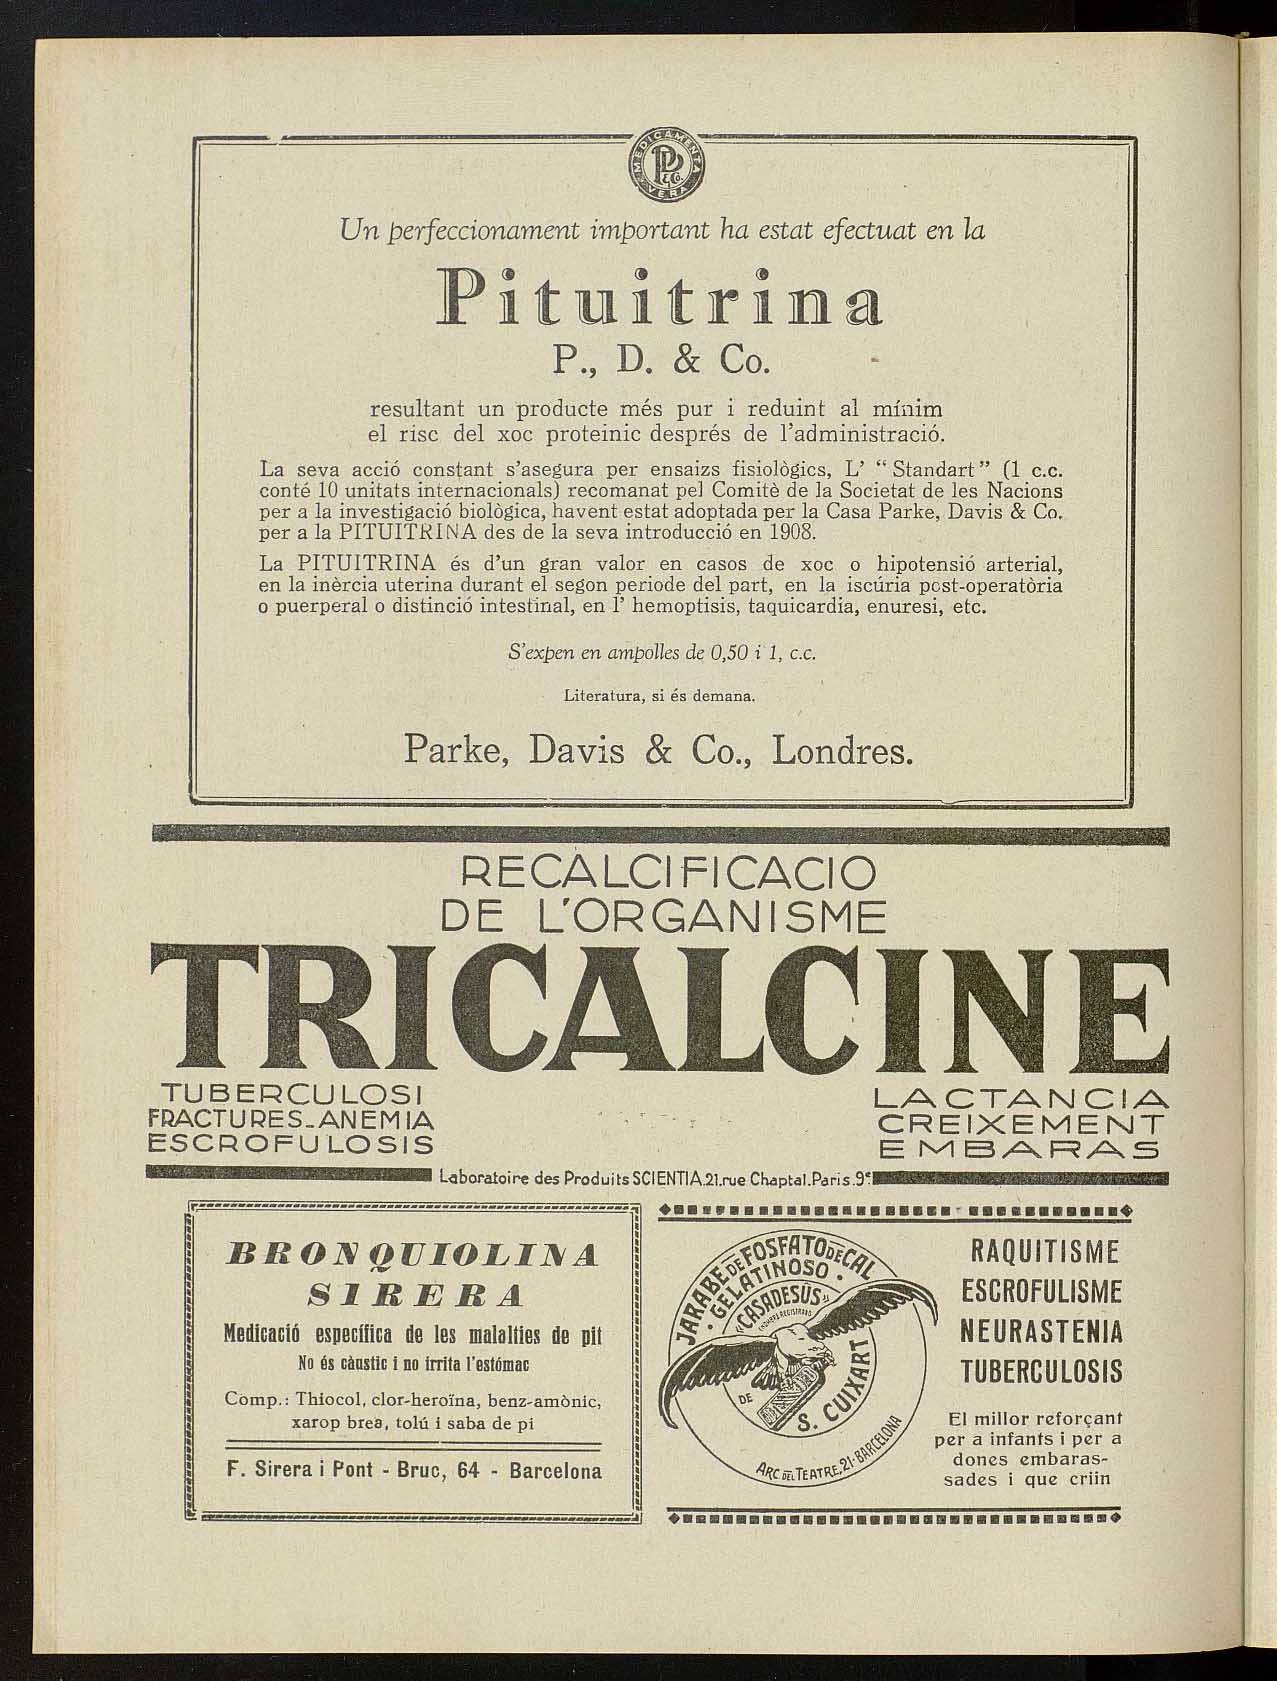 MEDICAMENTA VERA
P D & Co.
Un perfeccionament important ha estat efectuat en la
Pituitrina
P., D. & Co.
resultant un producte més pur i reduint al mínim
el risc del xoc proteinic després de l'administració.
La seva acció constant s'asegura per ensaizs fisiològics, L' “Standart” (1 c.c.
conté 10 unitats internacionals) recomanat pel Comitè de la Societat de les Nacions
per a la investigació biològica, havent estat adoptada per la Casa Parke, Davis & Co.
per a la PITUITRINA des de la seva introducció en 1908.
La PITUITRINA és d'un gran valor en casos de xoc o hipotensió arterial,
en la inèrcia uterina durant el segon periode del part, en la iscúria post-operatòria
o puerperal o distinció intestinal, en l' hemoptisis, taquicardia, enuresi, etc.
S'expen en ampolles de 0,50 i 1, c.c.
Literatura, si és demana.
Parke, Davis & Co., Londres.
RECALCIFICACIO
DE L'ORGANISME
TRICALCINE
TUBERCULOSI
FRACTURES-ANEMIA
ESCROFULOSIS
LACTANCIA
CREIXEMENT
EMBARAS
Laboratoire des Produits SCIENTIA.21.rue Chaptal.Paris.9e
BRONQUIOLINA
SIRERA
Medicació específica de les malalties de pit
No és càustic i no irrita l'estómac
Comp.: Thiocol, clor-heroïna, benz-amònic,
xarop brea, tolú i saba de pi
F. Sirera i Pont - Bruc, 64 - Barcelona
JARABE DE FOSFATO DE CAL
· GELATINOSO ·
“CASADESÚS”
NOMBRE REGISTRADO
DE S. CUIXART
ARC DEL TEATRE, 21-BARCELONA
RAQUITISME
ESCROFULISME
NEURASTENIA
TUBERCULOSIS
El millor reforçant
per a infants i per a
dones embaras-
sades i que criin